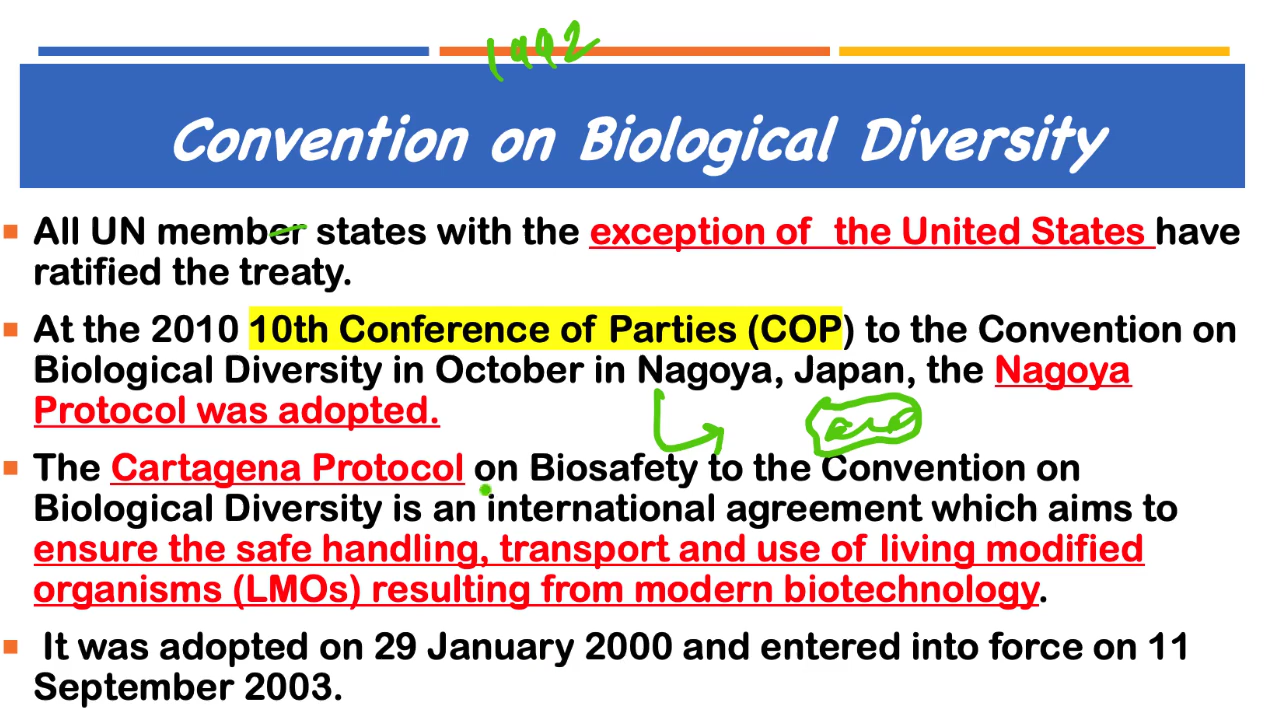 1992
Convention on Biological Diversity
All UN member states with the exception of the United States have
ratified the treaty.
At the 2010 10th Conference of Parties (COP) to the Convention on
Biological Diversity in October in Nagoya, Japan, the Nagoya
Protocol was adopted.
The Cartagena Protocol on Biosafety to the Convention on
Biological Diversity is an international agreement which aims to
ensure the safe handling, transport and use of living modified
organisms (LMOs) resulting from modern biotechnology.
It was adopted on 29 January 2000 and entered into force on 11
September 2003.